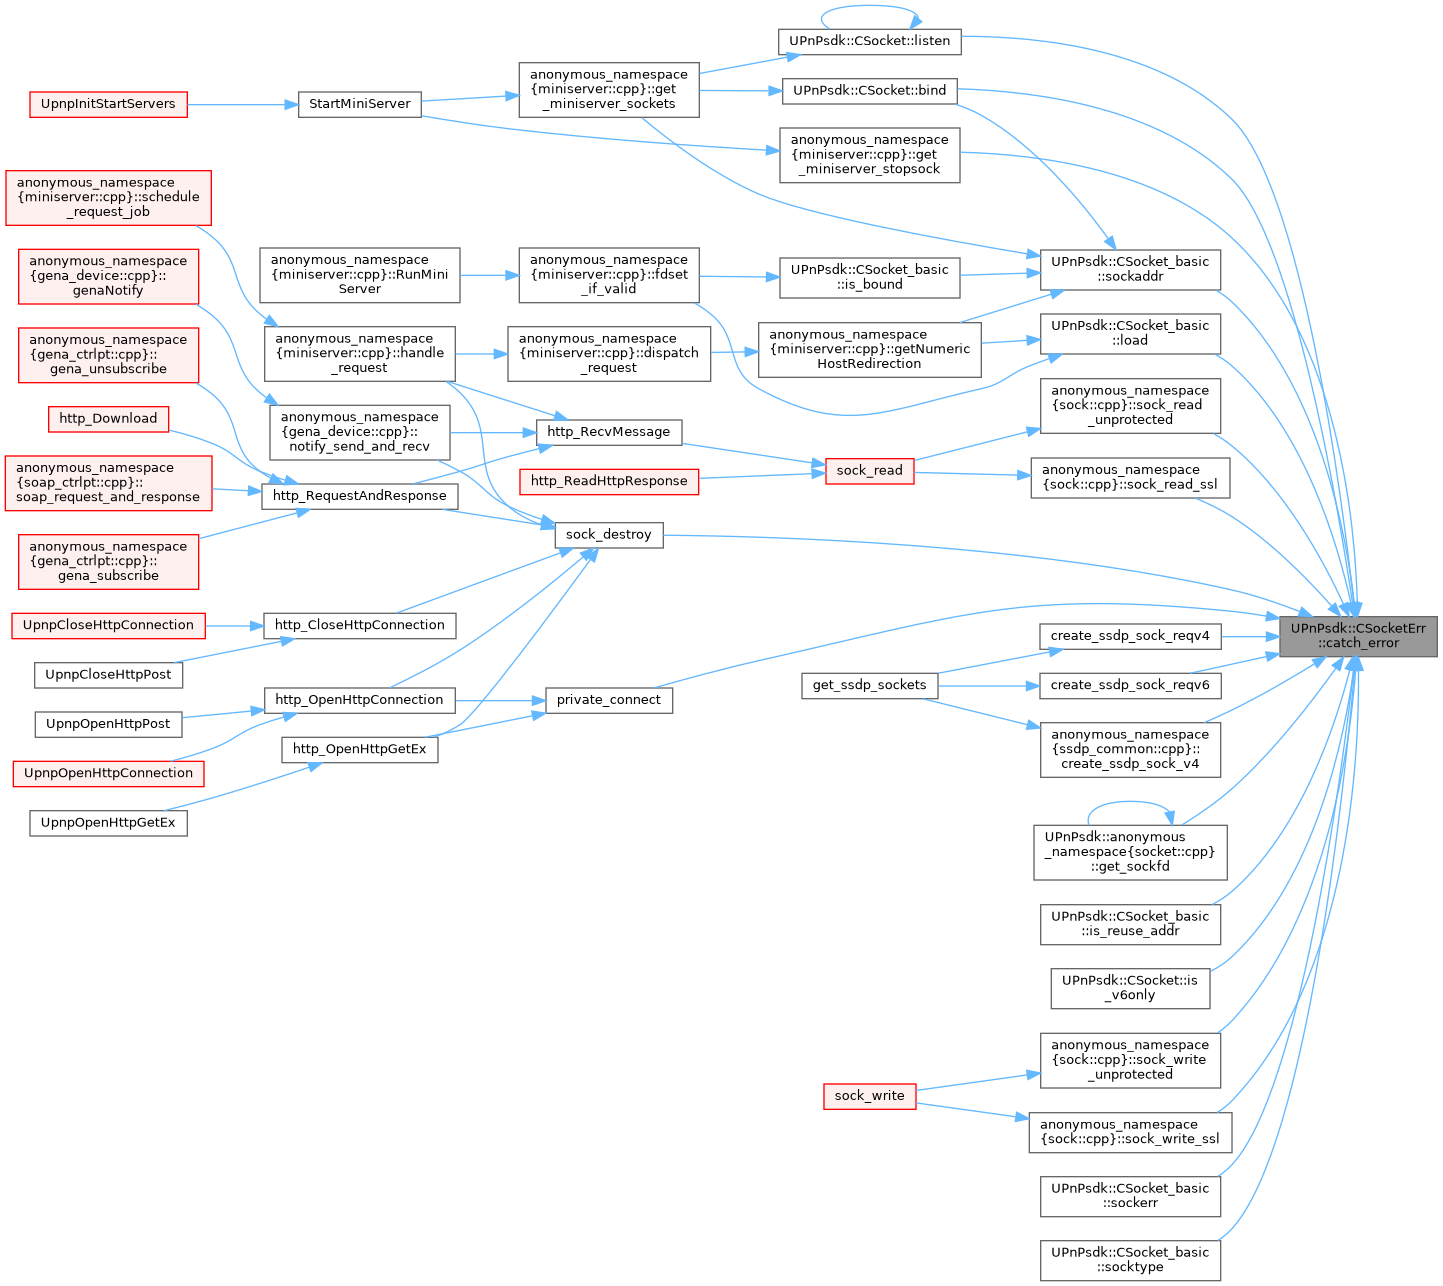 UPnPsdk::CSocket::listen
anonymous_namespace
{miniserver::cpp}::get
_miniserver_sockets
UPnPsdk::CSocket::bind
UpnpInitStartServers
StartMiniServer
anonymous_namespace
{miniserver::cpp}::get
_miniserver_stopsock
anonymous_namespace
{miniserver::cpp}::schedule
_request_job
anonymous_namespace
{gena_device::cpp}::
genaNotify
anonymous_namespace
{miniserver::cpp}::RunMini
Server
anonymous_namespace
{miniserver::cpp}::fdset
_if_valid
UPnPsdk::CSocket_basic
::is_bound
UPnPsdk::CSocket_basic
::sockaddr
anonymous_namespace
{gena_ctrlpt::cpp}::
gena_unsubscribe
anonymous_namespace
{miniserver::cpp}::handle
_request
anonymous_namespace
{miniserver::cpp}::dispatch
_request
anonymous_namespace
{miniserver::cpp}::getNumeric
HostRedirection
UPnPsdk::CSocket_basic
::load
http_Download
anonymous_namespace
{gena_device::cpp}::
notify_send_and_recv
http_RecvMessage
anonymous_namespace
{sock::cpp}::sock_read
_unprotected
anonymous_namespace
{soap_ctrlpt::cpp}::
soap_request_and_response
http_RequestAndResponse
http_ReadHttpResponse
sock_read
anonymous_namespace
{sock::cpp}::sock_read_ssl
anonymous_namespace
{gena_ctrlpt::cpp}::
gena_subscribe
sock_destroy
UpnpCloseHttpConnection
http_CloseHttpConnection
create_ssdp_sock_reqv4
UPnPsdk::CSocketErr
::catch_error
UpnpCloseHttpPost
get_ssdp_sockets
create_ssdp_sock_reqv6
UpnpOpenHttpPost
http_OpenHttpConnection
private_connect
UpnpOpenHttpConnection
http_OpenHttpGetEx
anonymous_namespace
{ssdp_common::cpp}::
create_ssdp_sock_v4
UpnpOpenHttpGetEx
UPnPsdk::anonymous
_namespace{socket::cpp}
::get_sockfd
UPnPsdk::CSocket_basic
::is_reuse_addr
UPnPsdk::CSocket::is
_v6only
anonymous_namespace
{sock::cpp}::sock_write
_unprotected
sock_write
anonymous_namespace
{sock::cpp}::sock_write_ssl
UPnPsdk::CSocket_basic
::sockerr
UPnPsdk::CSocket_basic
::socktype